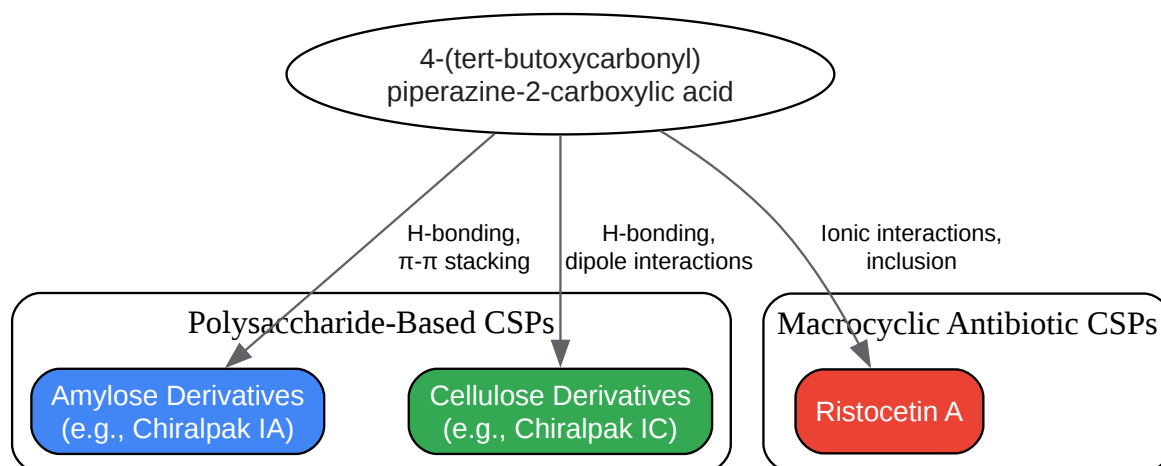 4-(tert-butoxycarbonyl)
piperazine-2-carboxylic acid
H-bonding,
π-π stacking
H-bonding,
dipole interactions
Ionic interactions,
inclusion
Polysaccharide-Based CSPs
Macrocyclic Antibiotic CSPs
Amylose Derivatives
(e.g., Chiralpak IA)
Cellulose Derivatives
(e.g., Chiralpak IC)
Ristocetin A